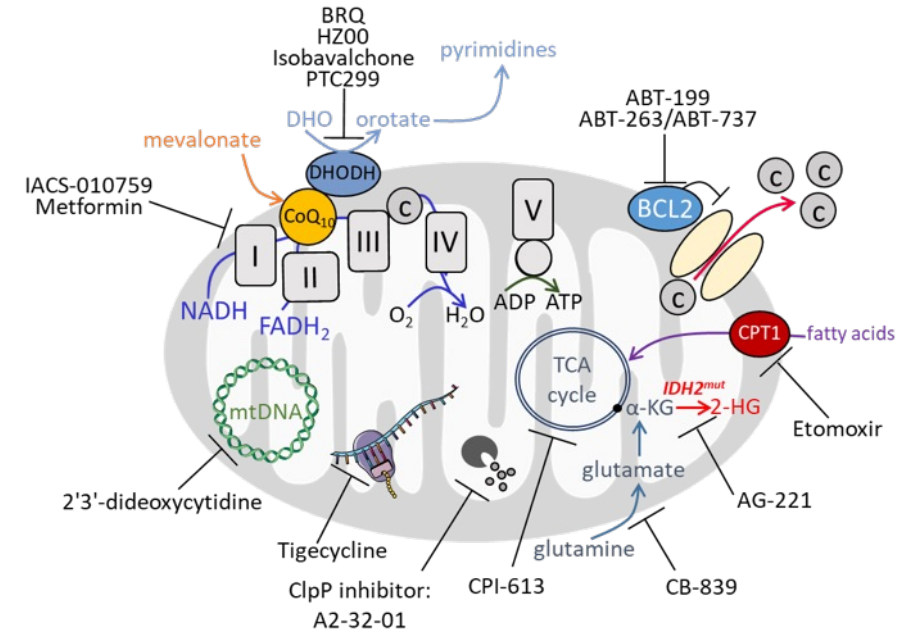 BRQ
HZ00
Isobavalchone
PTC299
pyrimidines
DHO
orotate
mevalonate
DHODH
ABT-199
ABT-263/ABT-737
IACS-010759
Metformin
CoQ10
C
I
II
III
IV
V
BCL2
C
C
C
C
NADH
FADH2
O2
H2O
ADP
ATP
CPT1
fatty acids
TCA
cycle
IDH2mut
α-KG
2-HG
mtDNA
Etomoxir
glutamate
2'3'-dideoxycytidine
AG-221
Tigecycline
glutamine
ClpP inhibitor:
A2-32-01
CPI-613
CB-839